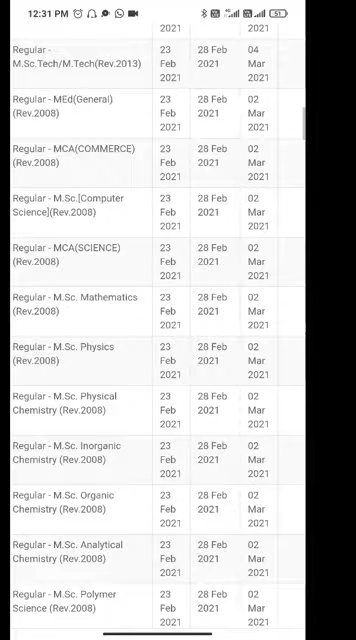 12:31 PM
51
2021 2021
Regular - 23 28 Feb 04
M.Sc.Tech/M.Tech(Rev.2013) Feb 2021 Mar
2021 2021
Regular - MEd(General) 23 28 Feb 02
(Rev.2008) Feb 2021 Mar
2021 2021
Regular - MCA(COMMERCE) 23 28 Feb 02
(Rev.2008) Feb 2021 Mar
2021 2021
Regular - M.Sc.[Computer 23 28 Feb 02
Science](Rev.2008) Feb 2021 Mar
2021 2021
Regular - MCA(SCIENCE) 23 28 Feb 02
(Rev.2008) Feb 2021 Mar
2021 2021
Regular - M.Sc. Mathematics 23 28 Feb 02
(Rev.2008) Feb 2021 Mar
2021 2021
Regular - M.Sc. Physics 23 28 Feb 02
(Rev.2008) Feb 2021 Mar
2021 2021
Regular - M.Sc. Physical 23 28 Feb 02
Chemistry (Rev.2008) Feb 2021 Mar
2021 2021
Regular - M.Sc. Inorganic 23 28 Feb 02
Chemistry (Rev.2008) Feb 2021 Mar
2021 2021
Regular - M.Sc. Organic 23 28 Feb 02
Chemistry (Rev.2008) Feb 2021 Mar
2021 2021
Regular - M.Sc. Analytical 23 28 Feb 02
Chemistry (Rev.2008) Feb 2021 Mar
2021 2021
Regular - M.Sc. Polymer 23 28 Feb 02
Science (Rev.2008) Feb 2021 Mar
2021 2021